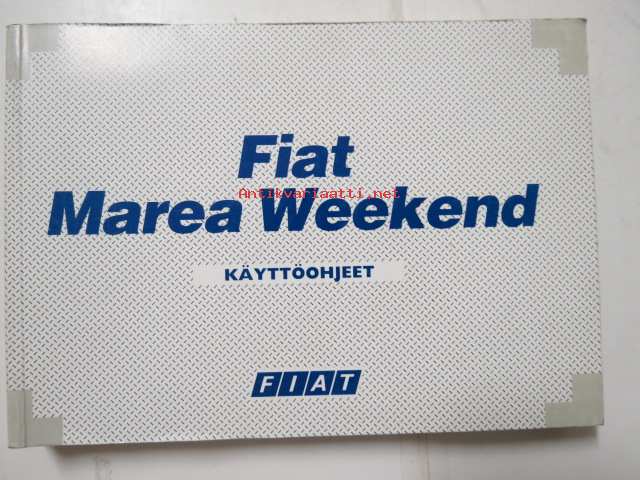 Fiat
Antikvariaatti.net
Marea Weekend
KÄYTTÖOHJEET
FIAT